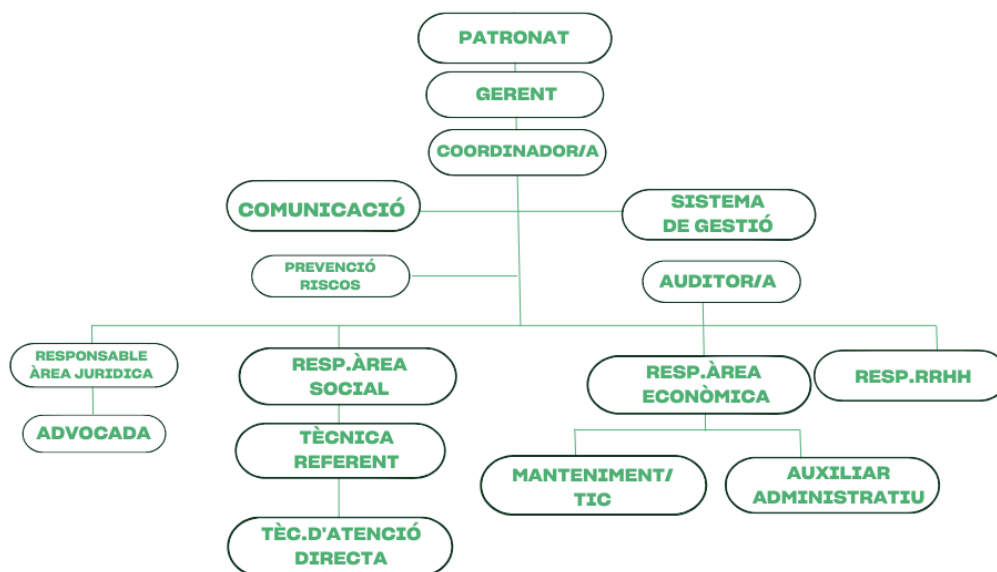 PATRONAT
GERENT
COORDINADOR/A
COMUNICACIÓ
SISTEMA
DE GESTIÓ
PREVENCIÓ
RISCOS
AUDITOR/A
RESPONSABLE
ÀREA JURIDICA
RESP.ÀREA
SOCIAL
RESP.ÀREA
ECONÒMICA
RESP.RRHH
ADVOCADA
TÈCNICA
REFERENT
MANTENIMENT/
TIC
AUXILIAR
ADMINISTRATIU
TÈC.D'ATENCIÓ
DIRECTA